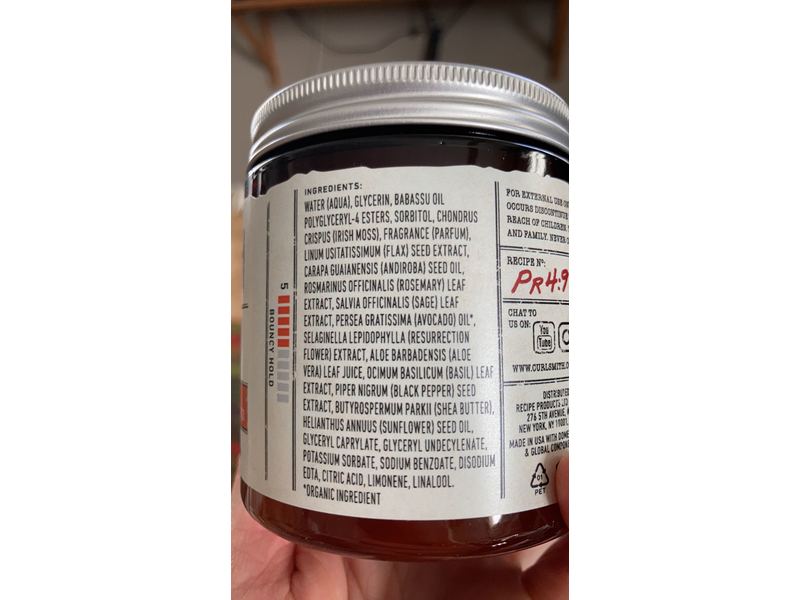 INGREDIENTS:
WATER (AQUA), GLYCERIN, BABASSU OIL
POLYGLYCERYL-4 ESTERS, SORBITOL, CHONDRUS
CRISPUS (IRISH MOSS), FRAGRANCE (PARFUM),
LINUM USITATISSIMUM (FLAX) SEED EXTRACT,
CARAPA GUAIANENSIS (ANDIROBA) SEED OIL,
ROSMARINUS OFFICINALIS (ROSEMARY) LEAF
EXTRACT, SALVIA OFFICINALIS (SAGE) LEAF
EXTRACT, PERSEA GRATISSIMA (AVOCADO) OIL*,
SELAGINELLA LEPIDOPHYLLA (RESURRECTION
FLOWER) EXTRACT, ALOE BARBADENSIS (ALOE
VERA) LEAF JUICE, OCIMUM BASILICUM (BASIL) LEAF
EXTRACT, PIPER NIGRUM (BLACK PEPPER) SEED
EXTRACT, BUTYROSPERMUM PARKII (SHEA BUTTER),
HELIANTHUS ANNUUS (SUNFLOWER) SEED OIL,
GLYCERYL CAPRYLATE, GLYCERYL UNDECYLENATE,
POTASSIUM SORBATE, SODIUM BENZOATE, DISODIUM
EDTA, CITRIC ACID, LIMONENE, LINALOOL.
*ORGANIC INGREDIENT
5
BOUNCY HOLD
FOR EXTERNAL USE
OCCURS DISCONTINUE
REACH OF CHILDREN.
AND FAMILY, NEVER
RECIPE Nº:
PR4:9
CHAT TO
US ON:
You
Tube
WWW.CURLSMITH.
DISTRIBUTED
RECIPE PRODUCTS LTD
276 5TH AVENUE,
NEW YORK, NY 10001,
MADE IN USA WITH
& GLOBAL
01
PET